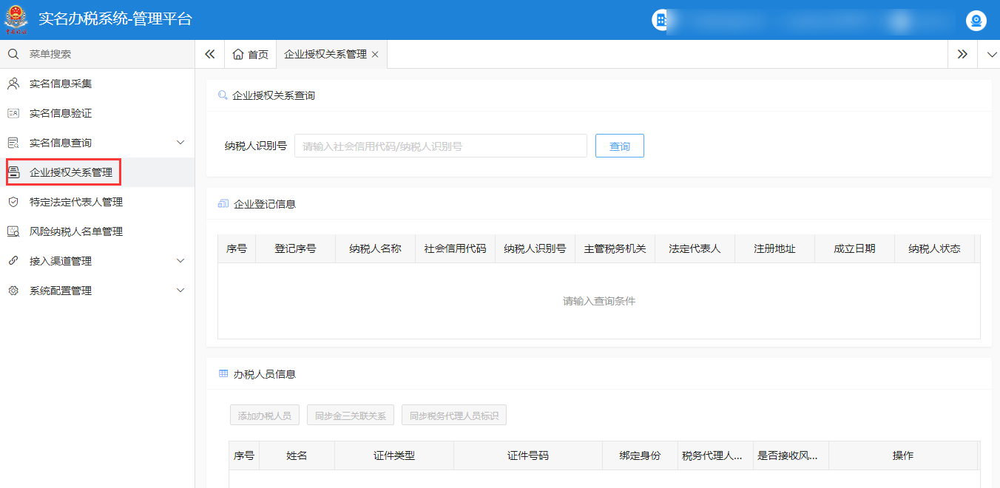 实名办税系统-管理平台
菜单搜索
首页
企业授权关系管理
实名信息采集
实名信息验证
实名信息查询
企业授权关系管理
特定法定代表人管理
风险纳税人名单管理
接入渠道管理
系统配置管理
企业授权关系查询
纳税人识别号 请输入社会信用代码/纳税人识别号 查询
企业登记信息
序号 登记序号 纳税人名称 社会信用代码 纳税人识别号 主管税务机关 法定代表人 注册地址 成立日期 纳税人状态
请输入查询条件
办税人员信息
添加办税人员 同步金三关联关系 同步税务代理人员标识
序号 姓名 证件类型 证件号码 绑定身份 税务代理人... 是否接收风... 操作